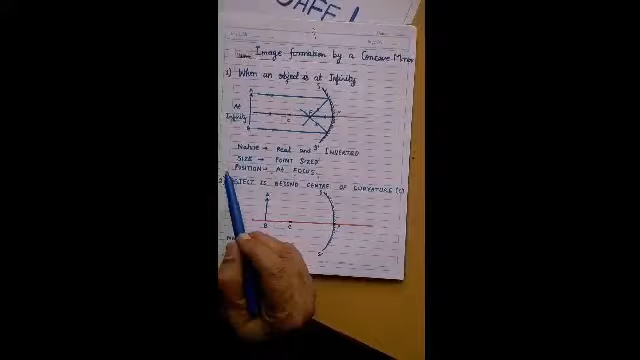 Image formation by a Concave Mirror
1) When an object is at Infinity
S
A
At
Infinity
B
C
F
P
S'
Nature → Real and Inverted
Size → Point Sized
Position → At Focus
Object is beyond Centre of Curvature (C)
S
A
B
C
P
S'